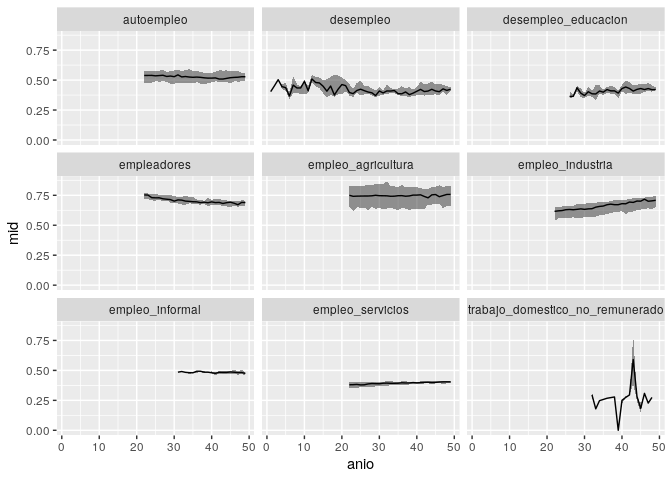 autoempleo desempleo desempleo_educacion
0.75
0.50
0.25
0.00
empleadores empleo_agricultura empleo_industria
0.75
0.50
0.25
0.00
empleo_informal empleo_servicios trabajo_domestico_no_remunerado
0.75
0.50
0.25
0.00
0 10 20 30 40 50 0 10 20 30 40 50 0 10 20 30 40 50
anio
mid